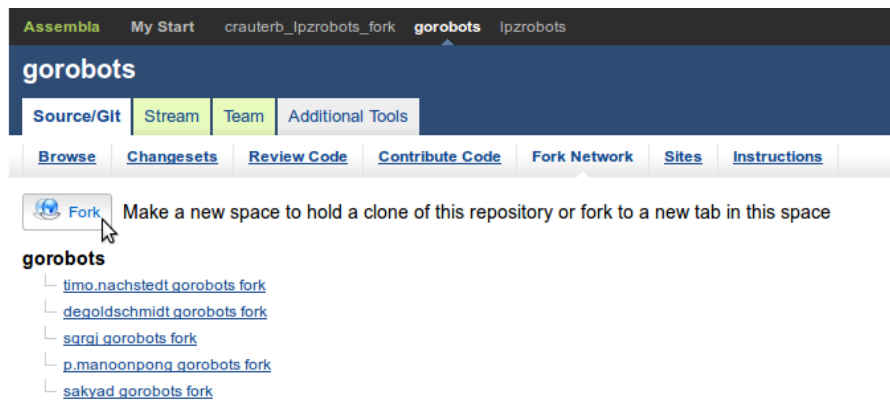 Assembla My Start crauterb_lpzrobots_fork gorobots lpzrobots
gorobots
Source/Git Stream Team Additional Tools
Browse Changesets Review Code Contribute Code Fork Network Sites Instructions
Fork Make a new space to hold a clone of this repository or fork to a new tab in this space
gorobots
timo.nachstedt gorobots fork
degoldschmidt gorobots fork
sgrgj gorobots fork
p.manoonpong gorobots fork
sakyad gorobots fork